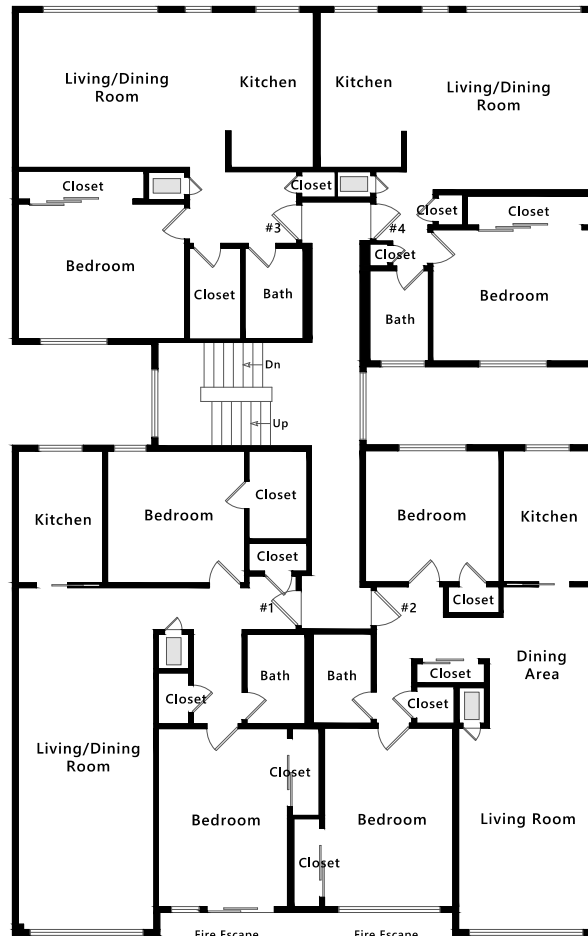 Living/Dining
Room
Kitchen
Kitchen
Living/Dining
Room
Closet
Closet
Closet
Closet
#3
#4
Closet
Bedroom
Closet
Bath
Bedroom
Bath
Dn
Up
Closet
Kitchen
Bedroom
Bedroom
Kitchen
Closet
Closet
#1
#2
Dining
Area
Closet
Bath
Bath
Closet
Closet
Living/Dining
Room
Closet
Bedroom
Bedroom
Living Room
Closet
Fire Escape
Fire Escape